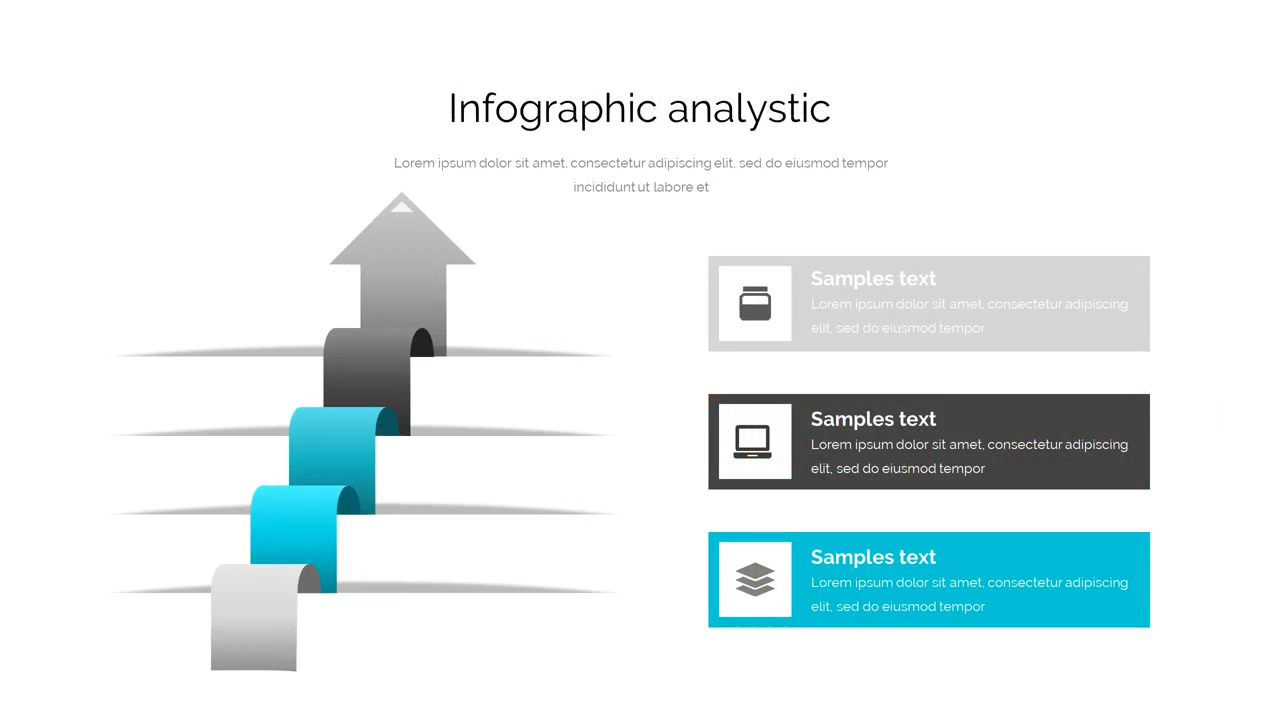 Infographic analystic
Lorem ipsum dolor sit amet, consectetur adipiscing elit, sed do eiusmod tempor
incididunt ut labore et
Samples text
Lorem ipsum dolor sit amet, consectetur adipiscing
elit, sed do eiusmod tempor
Samples text
Lorem ipsum dolor sit amet, consectetur adipiscing
elit, sed do eiusmod tempor
Samples text
Lorem ipsum dolor sit amet, consectetur adipiscing
elit, sed do eiusmod tempor